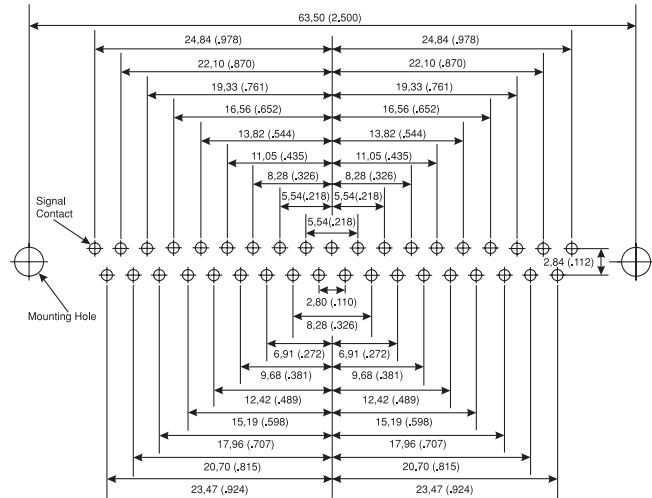 63,50 (2.500)
24,84 (.978) 24,84 (.978)
22,10 (.870) 22,10 (.870)
19,33 (.761) 19,33 (.761)
16,56 (.652) 16,56 (.652)
13,82 (.544) 13,82 (.544)
11,05 (.435) 11,05 (.435)
8,28 (.326) 8,28 (.326)
5,54(.218) 5,54(.218)
5,54(.218)
Signal
Contact
2,84 (.112)
Mounting Hole
2,80 (.110)
8,28 (.326)
6,91 (.272) 6,91 (.272)
9,68 (.381) 9,68 (.381)
12,42 (.489) 12,42 (.489)
15,19 (.598) 15,19 (.598)
17,96 (.707) 17,96 (.707)
20,70 (.815) 20,70 (.815)
23,47 (.924) 23,47 (.924)